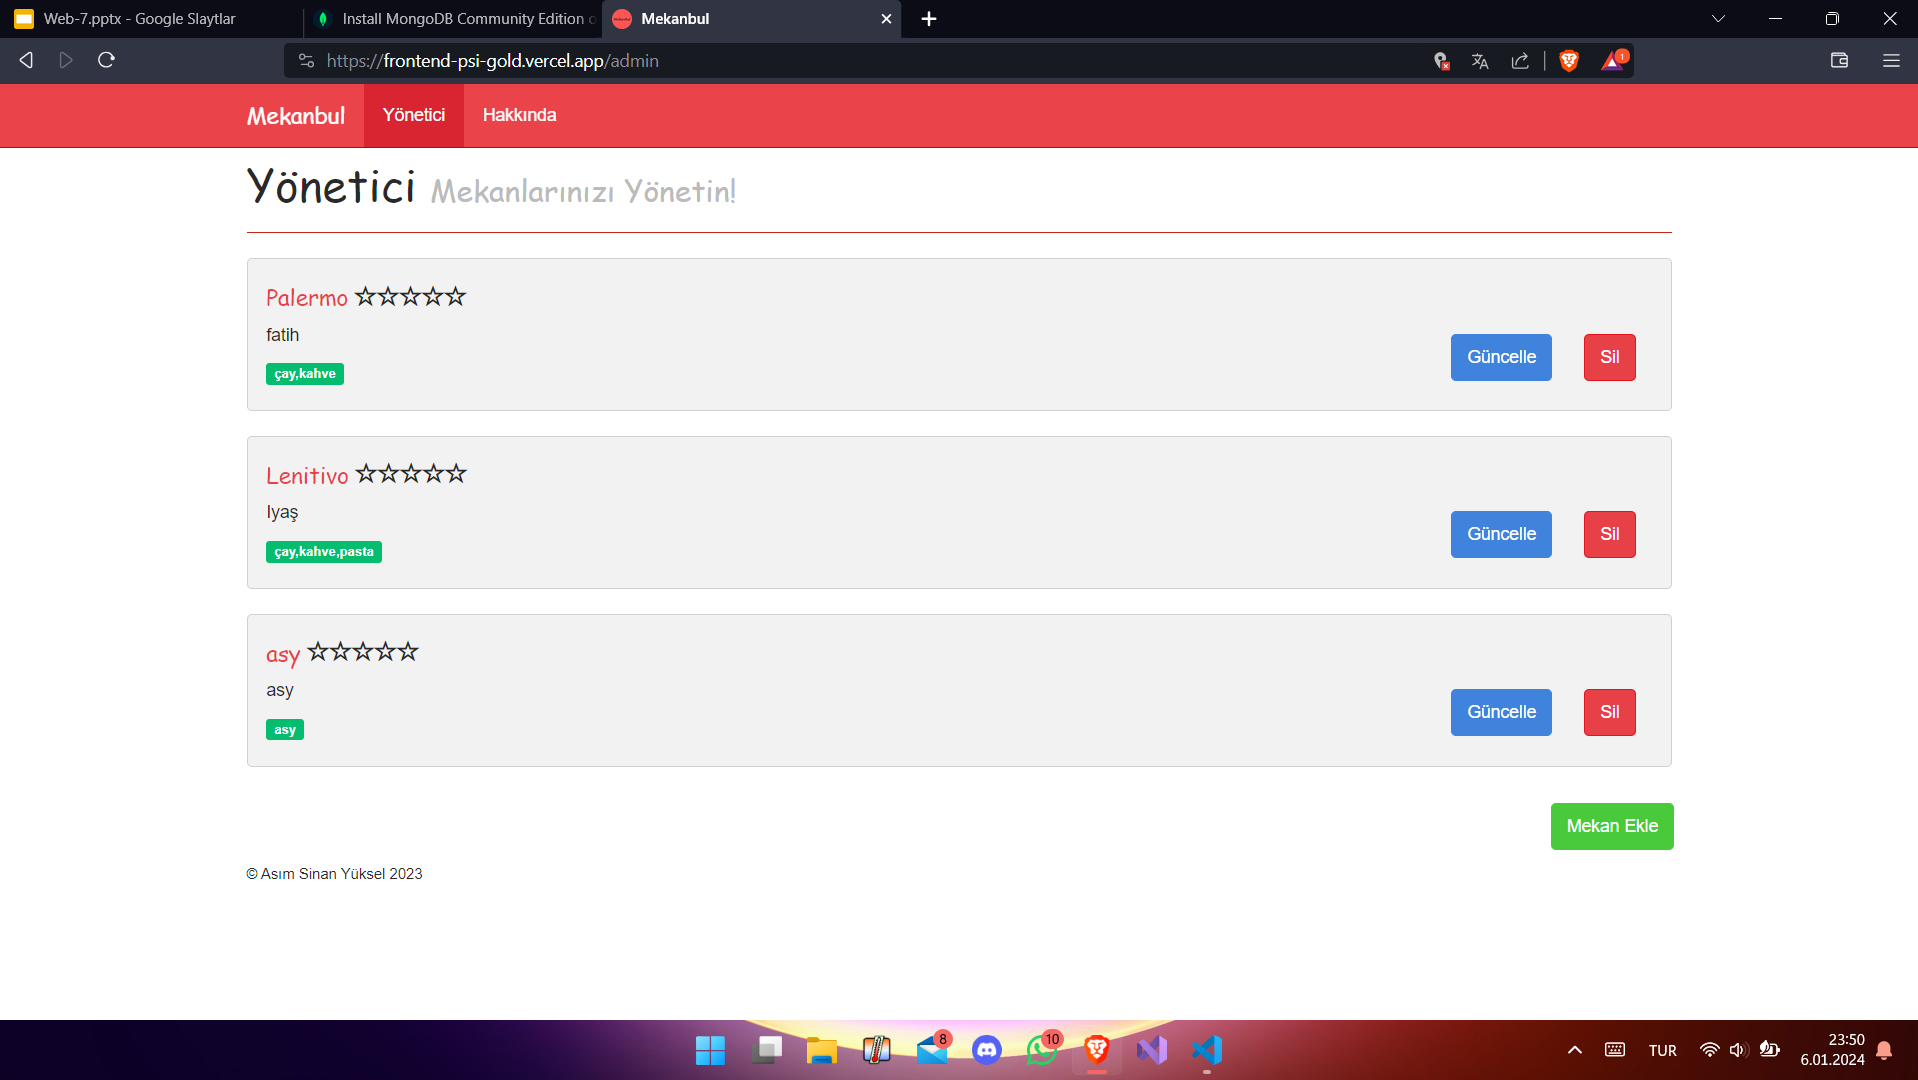 Web-7.pptx - Google Slaytlar
Install MongoDB Community Edition o
Mekanbul
https://frontend-psi-gold.vercel.app/admin
1
Mekanbul
Yönetici
Hakkında
Yönetici Mekanlarınızı Yönetin!
Palermo ☆☆☆☆☆
fatih
çay,kahve
Güncelle
Sil
Lenitivo ☆☆☆☆☆
Iyaş
çay,kahve,pasta
Güncelle
Sil
asy ☆☆☆☆☆
asy
asy
Güncelle
Sil
Mekan Ekle
© Asım Sinan Yüksel 2023
8
10
TUR
23:50
6.01.2024